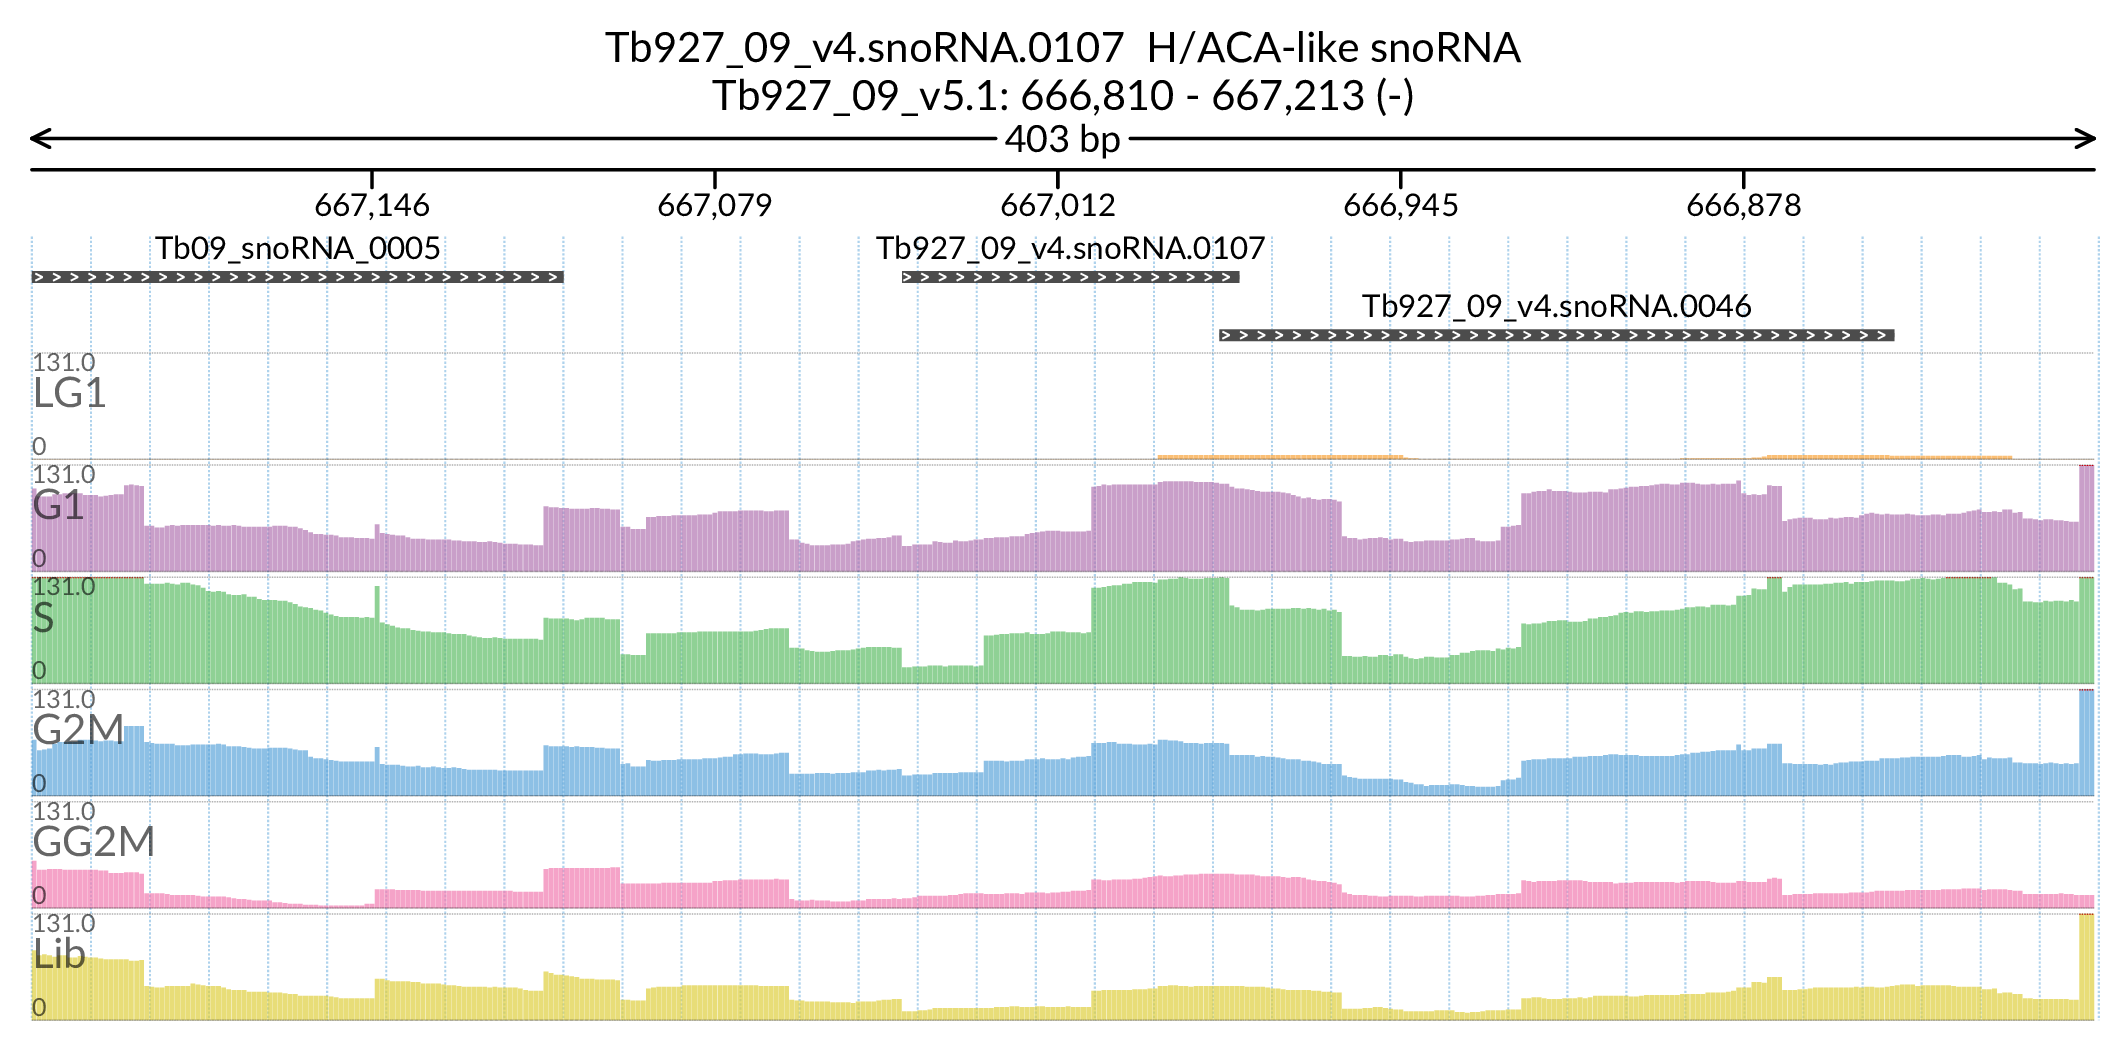 Tb927_09_v4.snoRNA.0107  H/ACA-like snoRNA
Tb927_09_v5.1: 666,810 - 667,213 (-)
403 bp
667,146 667,079 667,012 666,945 666,878
Tb09_snoRNA_0005 Tb927_09_v4.snoRNA.0107
Tb927_09_v4.snoRNA.0046
131.0
LG1
0
131.0
G1
0
131.0
S
0
131.0
G2M
0
131.0
GG2M
0
131.0
Lib
0